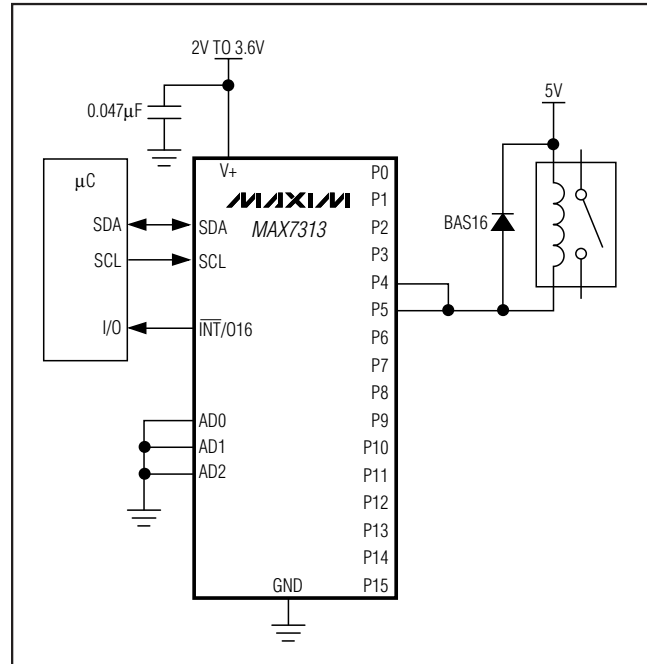 2V TO 3.6V
0.047μF
5V
μC
V+
MAXIM
MAX7313
SDA
SCL
I/O
SDA
SCL
INT/O16
AD0
AD1
AD2
GND
P0
P1
P2
P3
P4
P5
P6
P7
P8
P9
P10
P11
P12
P13
P14
P15
BAS16